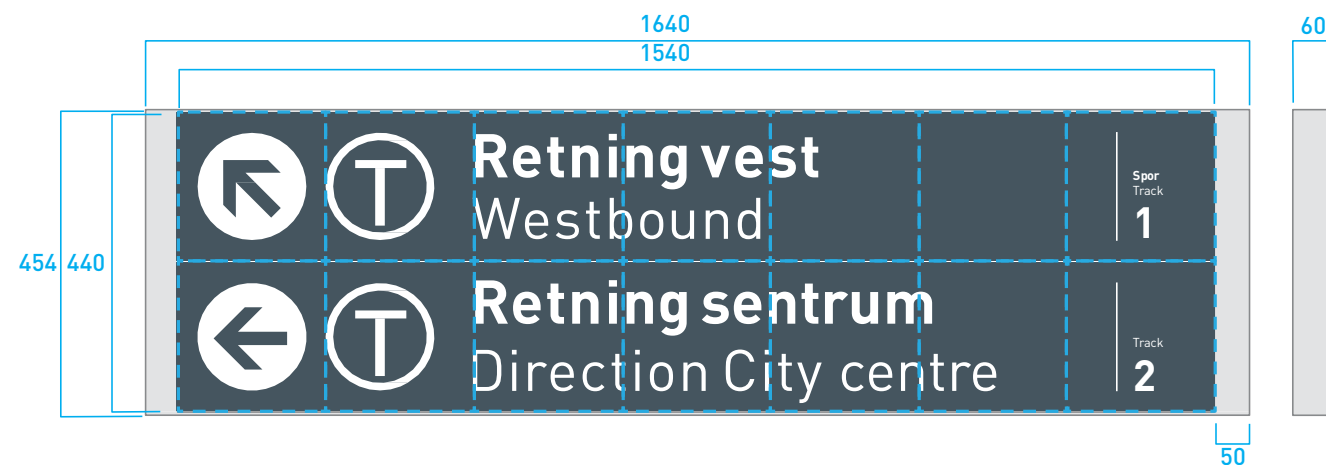 1640
60
1540
T
Retning vest
Westbound
Spor
Track
1
454
440
T
Retning sentrum
Direction City centre
Track
2
50